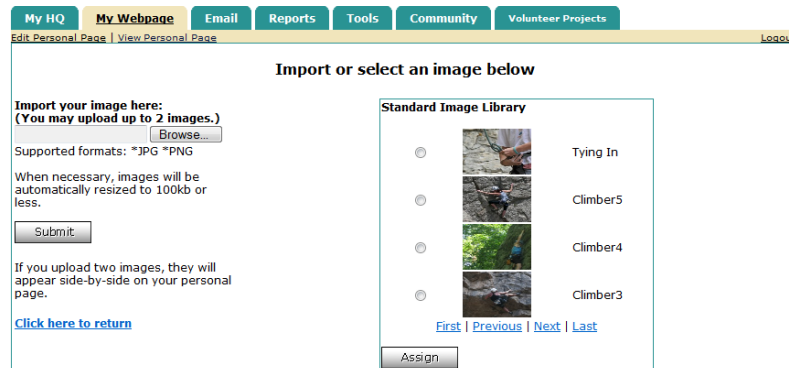 My HQ My Webpage Email Reports Tools Community Volunteer Projects
Edit Personal Page | View Personal Page
Import or select an image below
Import your image here:
(You may upload up to 2 images.)
Browse...
Supported formats: *JPG *PNG
When necessary, images will be
automatically resized to 100kb or
less.
Submit
If you upload two images, they will
appear side-by-side on your personal
page.
Click here to return
Standard Image Library
Tying In
Climber5
Climber4
Climber3
First | Previous | Next | Last
Assign